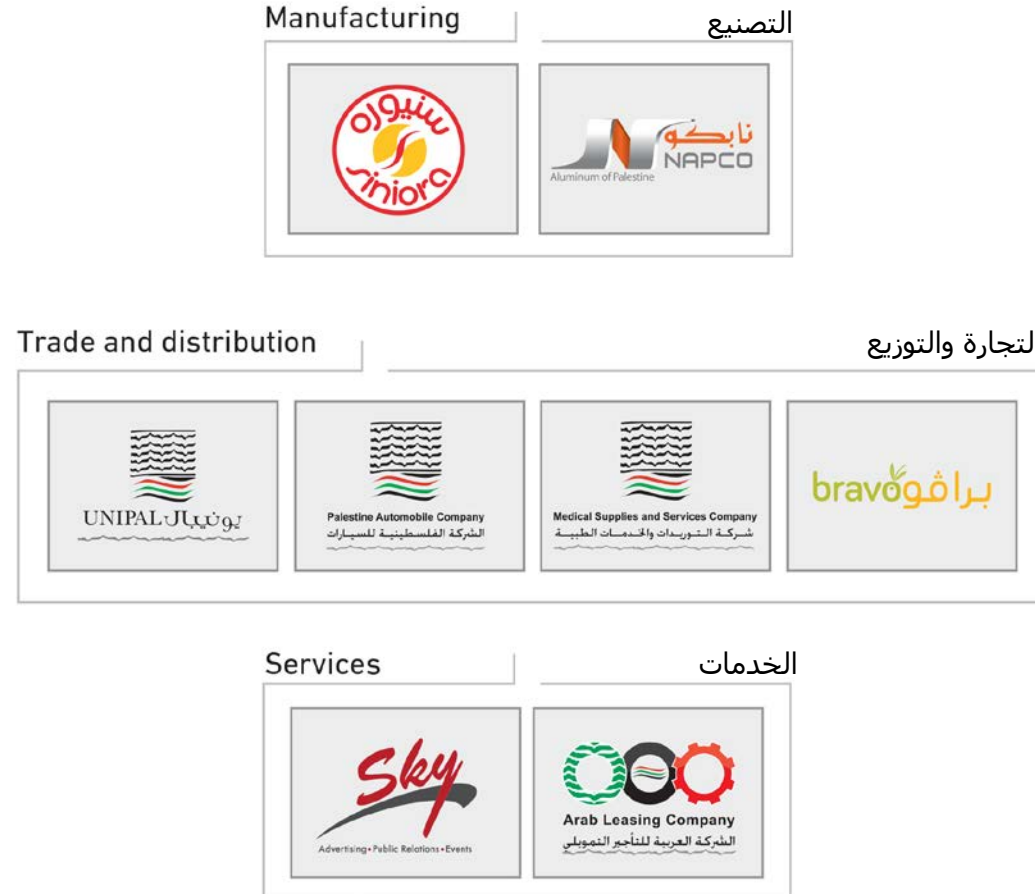 Manufacturing
التصنيع
سنيورة
siniora
نابكو
NAPCO
Aluminum of Palestine
Trade and distribution
لتجارة والتوزيع
UNIPAL يونيبال
Palestine Automobile Company
الشركة الفلسطينية للسيارات
Medical Supplies and Services Company
شركة التوريدات والخدمات الطبية
bravo براڤو
Services
الخدمات
Sky
Advertising • Public Relations • Events
Arab Leasing Company
الشركة العربية للتأجير التمويلي